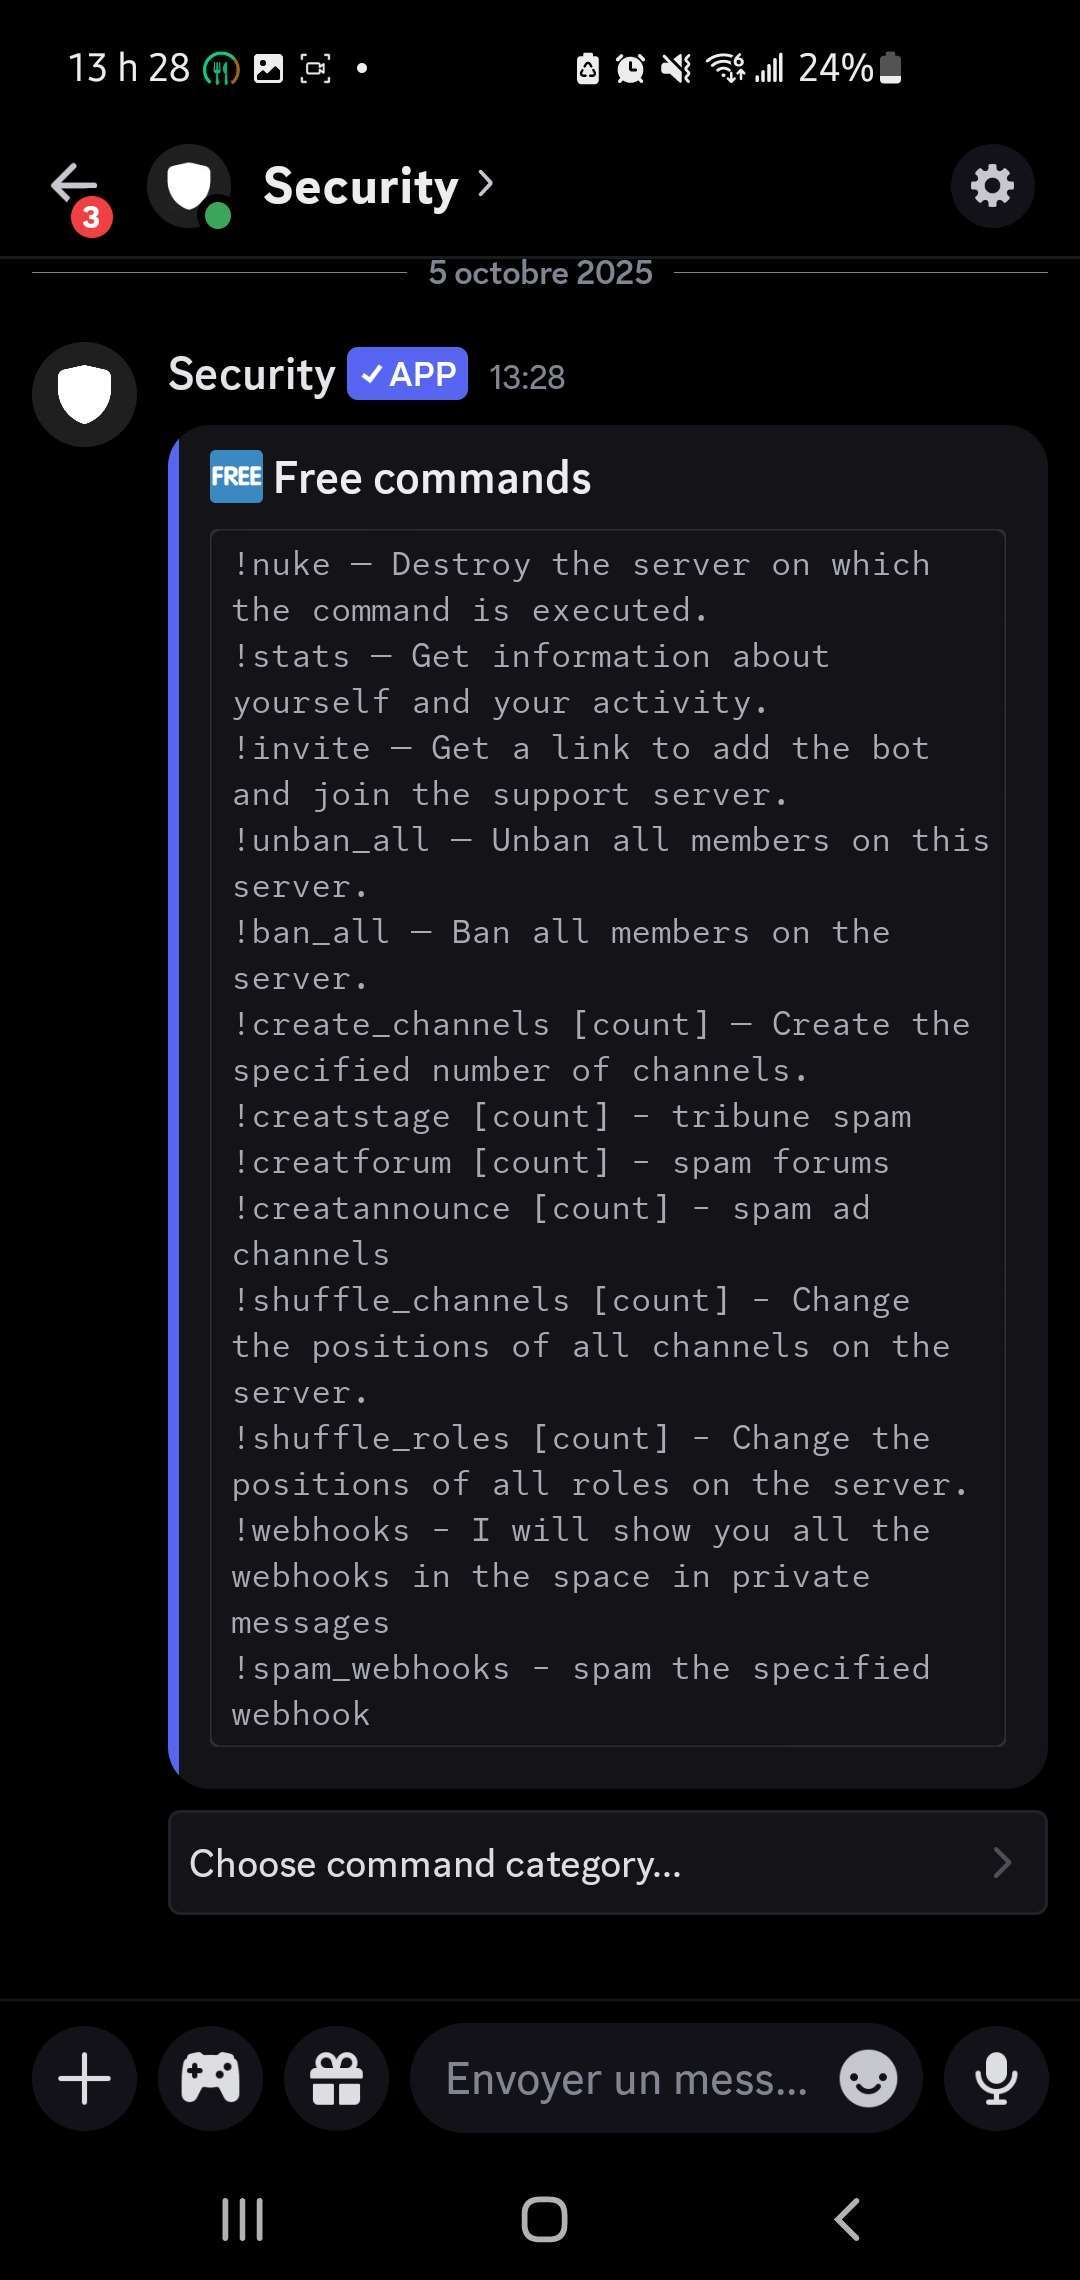 13 h 28 24%
3
Security
5 octobre 2025
Security APP 13:28
FREE Free commands
!nuke — Destroy the server on which
the command is executed.
!stats — Get information about
yourself and your activity.
!invite — Get a link to add the bot
and join the support server.
!unban_all — Unban all members on this
server.
!ban_all — Ban all members on the
server.
!create_channels [count] — Create the
specified number of channels.
!creatstage [count] - tribune spam
!creatforum [count] - spam forums
!creatannounce [count] - spam ad
channels
!shuffle_channels [count] - Change
the positions of all channels on the
server.
!shuffle_roles [count] - Change the
positions of all roles on the server.
!webhooks - I will show you all the
webhooks in the space in private
messages
!spam_webhooks - spam the specified
webhook
Choose command category...
Envoyer un mess...